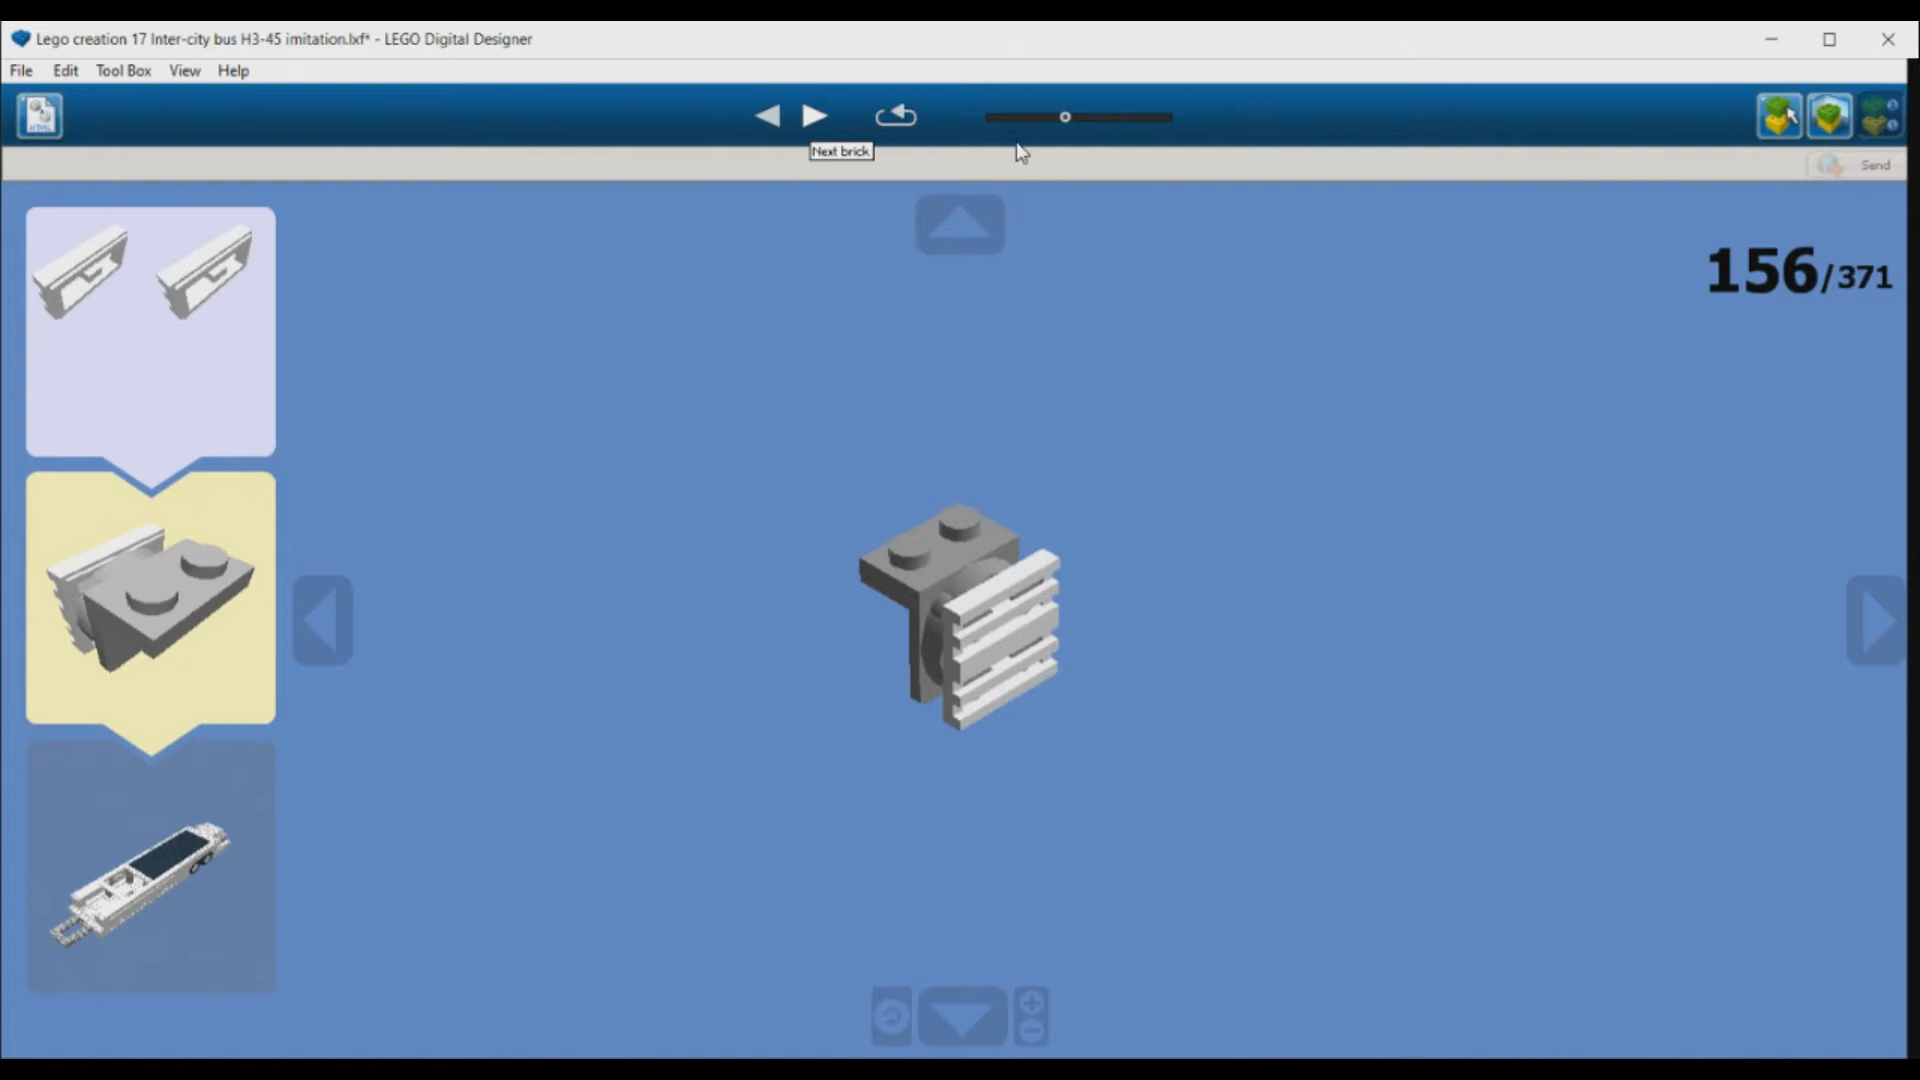 Lego creation 17 Inter-city bus H3-45 imitation.lxf* - LEGO Digital Designer
File Edit Tool Box View Help
HTML
Next brick
Send
156/371